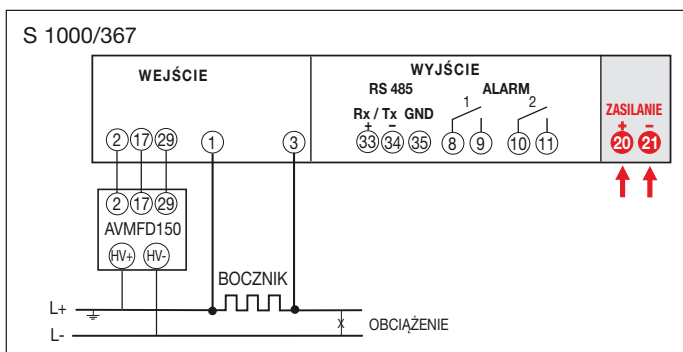 S 1000/367
WEJŚCIE
WYJŚCIE
RS 485
ALARM
Rx / Tx GND
+ −
1 2
ZASILANIE
+ −
2 17 29 1 3
33 34 35 8 9 10 11
20 21
2 17 29
AVMFD150
HV+ HV-
BOCZNIK
L+
L-
x
OBCIĄŻENIE